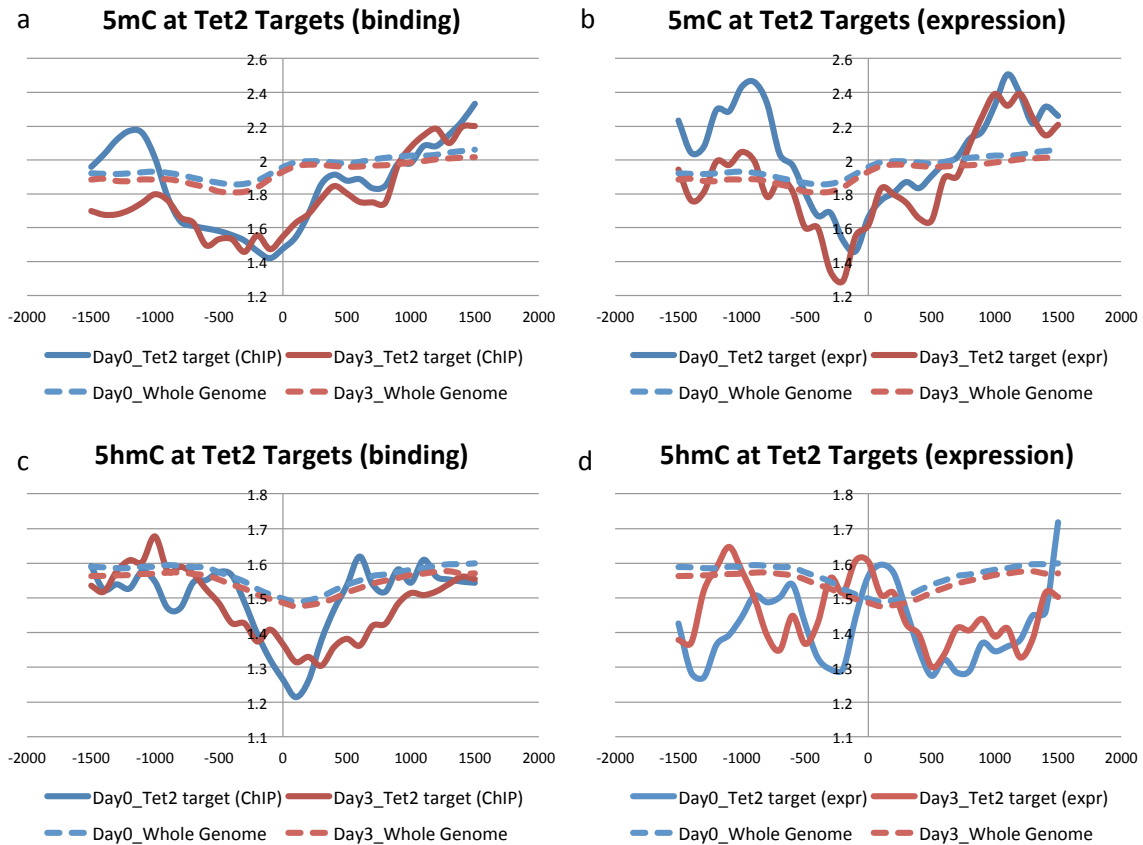 a 5mC at Tet2 Targets (binding)
2.6
2.4
2.2
2
1.8
1.6
1.4
1.2
-2000 -1500 -1000 -500 0 500 1000 1500 2000
Day0_Tet2 target (ChIP) Day3_Tet2 target (ChIP)
Day0_Whole Genome Day3_Whole Genome
b 5mC at Tet2 Targets (expression)
2.6
2.4
2.2
2
1.8
1.6
1.4
1.2
-2000 -1500 -1000 -500 0 500 1000 1500 2000
Day0_Tet2 target (expr) Day3_Tet2 target (expr)
Day0_Whole Genome Day3_Whole Genome
c 5hmC at Tet2 Targets (binding)
1.8
1.7
1.6
1.5
1.4
1.3
1.2
1.1
-2000 -1500 -1000 -500 0 500 1000 1500 2000
Day0_Tet2 target (ChIP) Day3_Tet2 target (ChIP)
Day0_Whole Genome Day3_Whole Genome
d 5hmC at Tet2 Targets (expression)
1.8
1.7
1.6
1.5
1.4
1.3
1.2
1.1
-2000 -1500 -1000 -500 0 500 1000 1500 2000
Day0_Tet2 target (expr) Day3_Tet2 target (expr)
Day0_Whole Genome Day3_Whole Genome